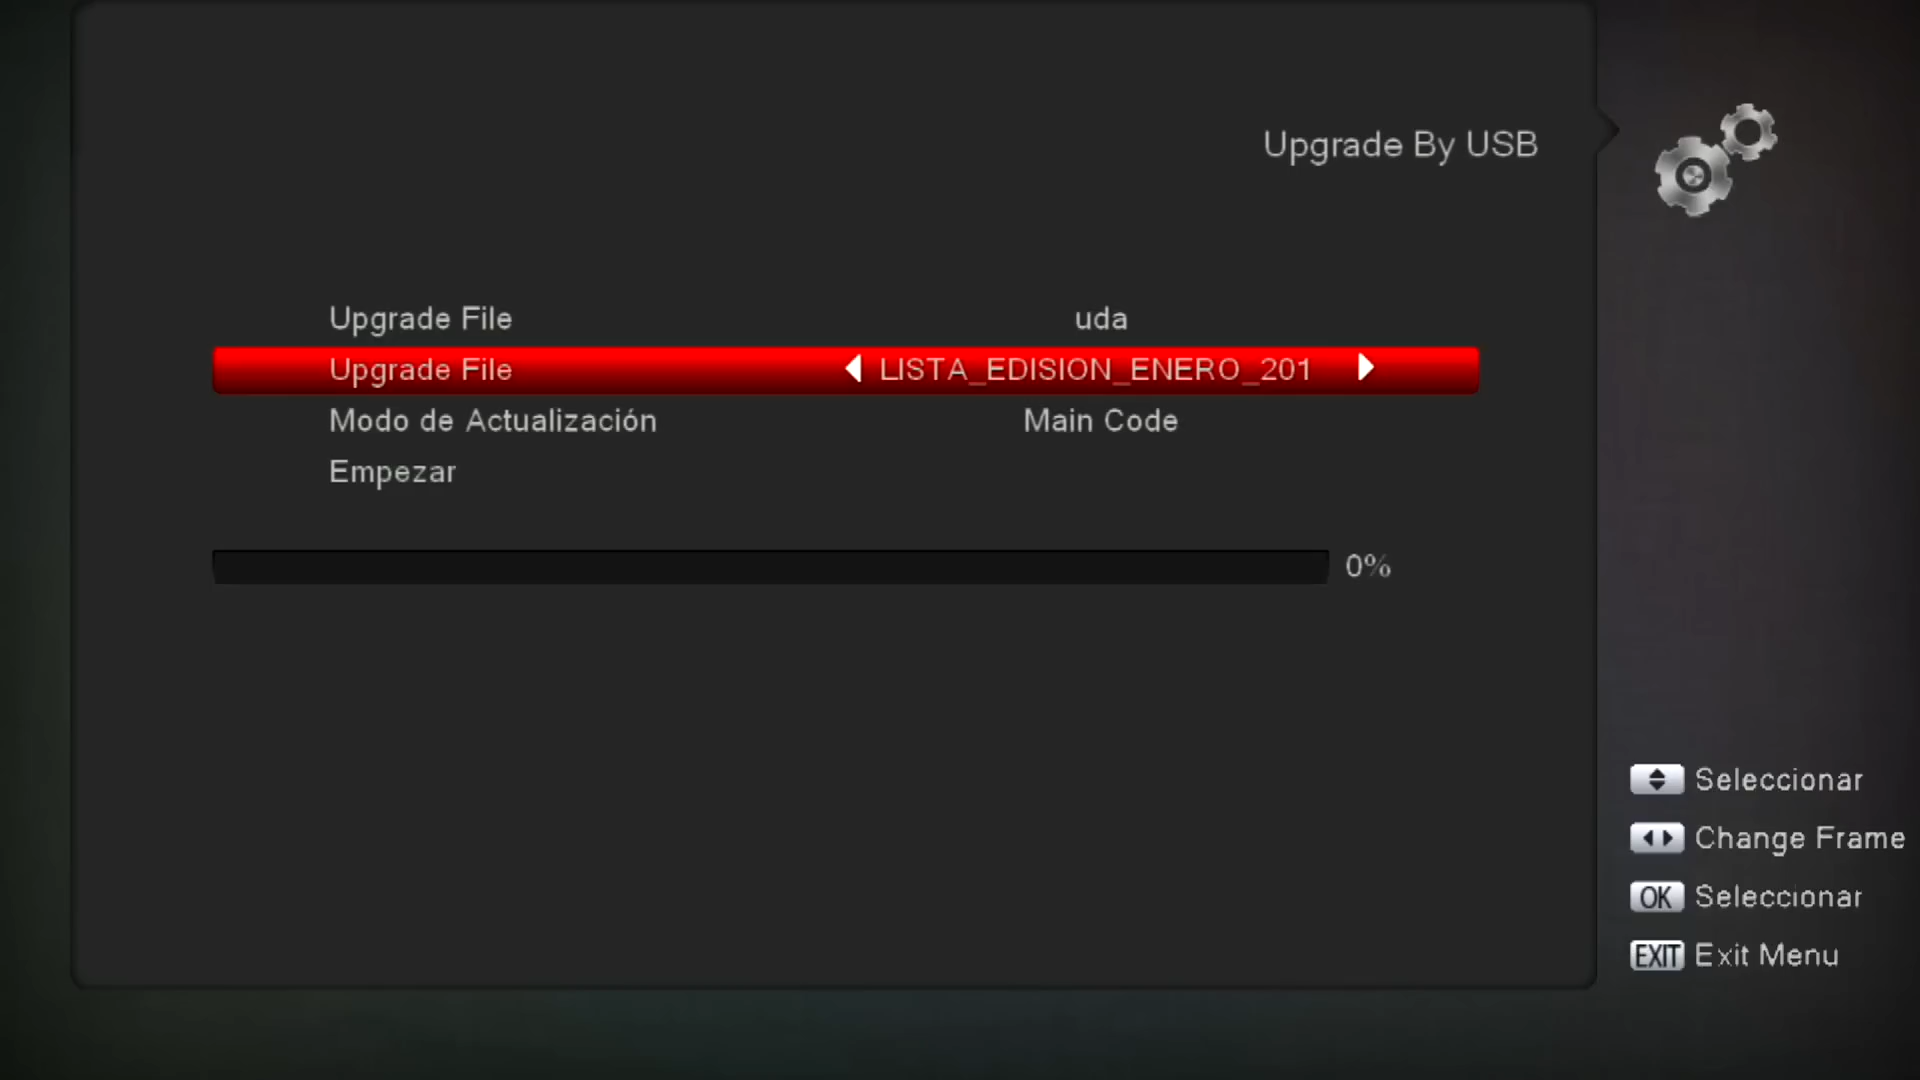 Upgrade By USB
Upgrade File uda
Upgrade File LISTA_EDISION_ENERO_201
Modo de Actualización Main Code
Empezar
0%
Seleccionar
Change Frame
OK Seleccionar
EXIT Exit Menu